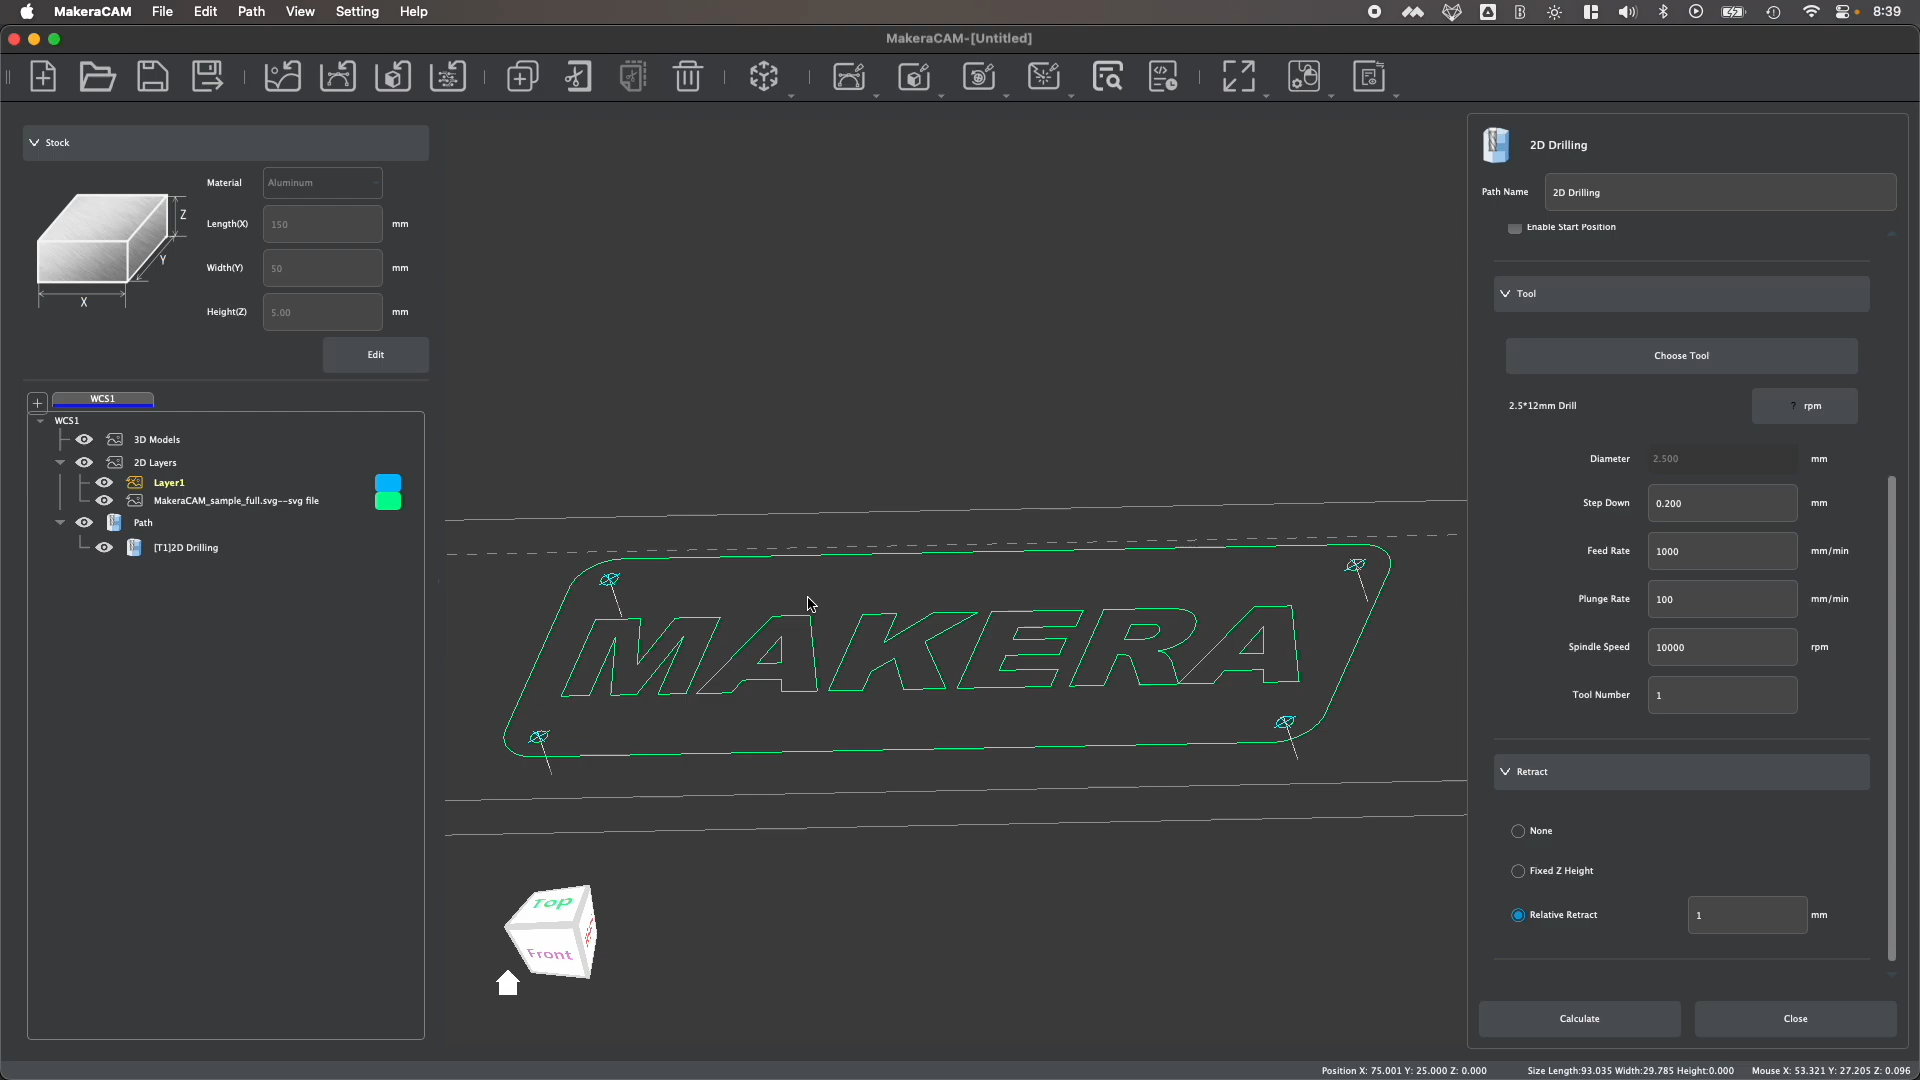 MakeraCAM File Edit Path View Setting Help 8:39
MakeraCAM-[Untitled]
Stock
Material Aluminum
Length(X) 150 mm
Width(Y) 50 mm
Height(Z) 5.00 mm
Z
Y
X
Edit
WCS1
WCS1
3D Models
2D Layers
Layer1
MakeraCAM_sample_full.svg--svg file
Path
[T1]2D Drilling
MAKERA
Top
Front
2D Drilling
Path Name 2D Drilling
Enable Start Position
Tool
Choose Tool
2.5*12mm Drill ? rpm
Diameter 2.500 mm
Step Down 0.200 mm
Feed Rate 1000 mm/min
Plunge Rate 100 mm/min
Spindle Speed 10000 rpm
Tool Number 1
Retract
None
Fixed Z Height
Relative Retract 1 mm
Calculate Close
Position X: 75.001 Y: 25.000 Z: 0.000 Size Length:93.035 Width:29.785 Height:0.000 Mouse X: 53.321 Y: 27.205 Z: 0.096